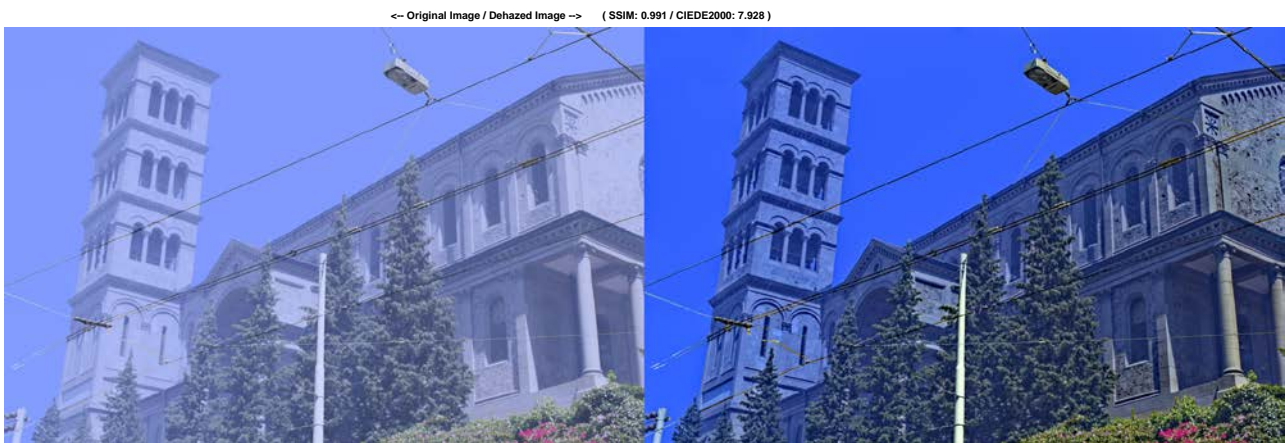 <-- Original Image / Dehazed Image --> ( SSIM: 0.991 / CIEDE2000: 7.928 )